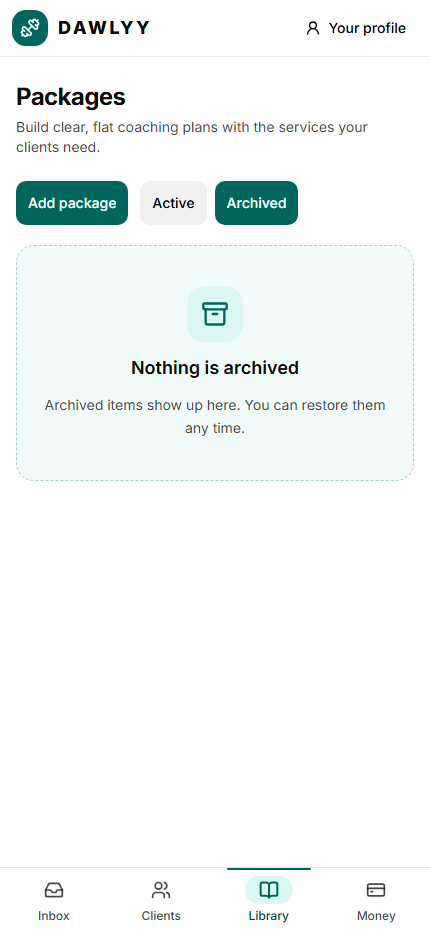 DAWLYY
Your profile
Packages
Build clear, flat coaching plans with the services your
clients need.
Add package
Active
Archived
Nothing is archived
Archived items show up here. You can restore them
any time.
Inbox
Clients
Library
Money